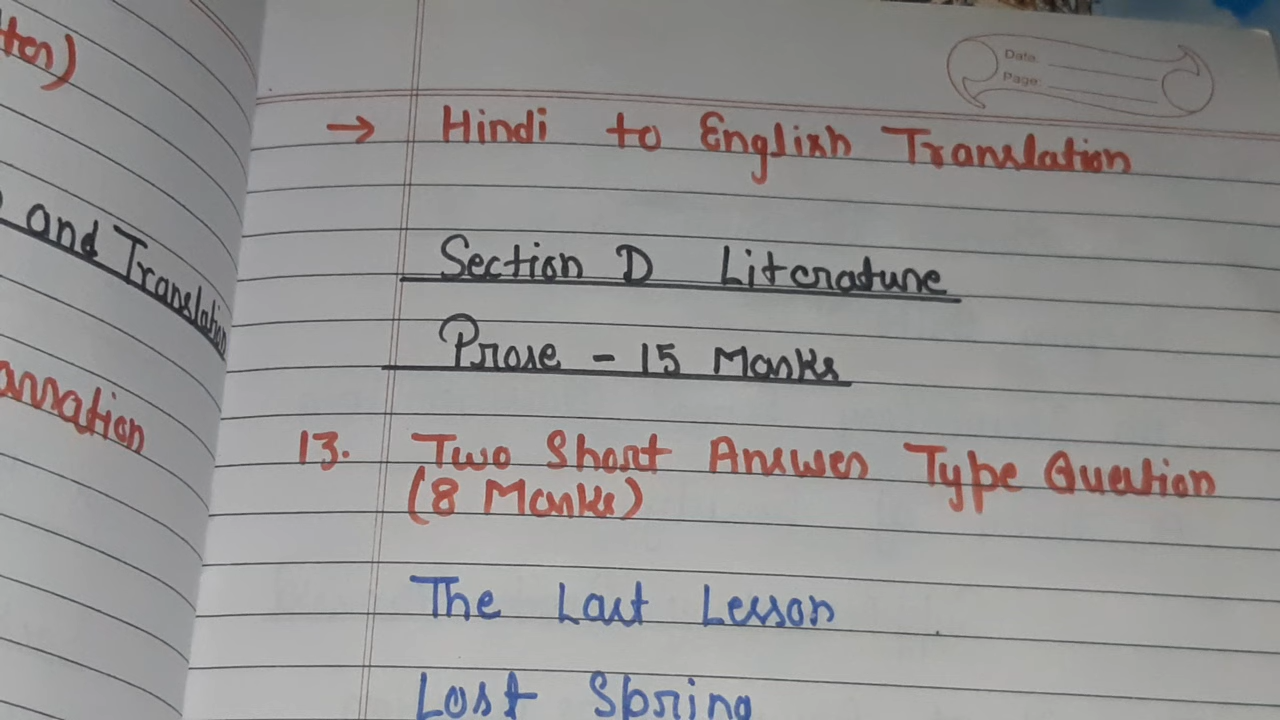 and Translation
Date:
Page:
→ Hindi to English Translation
Section D Literature
Prose - 15 Marks
13. Two Short Answer Type Question
(8 Marks)
The Last Lesson
Lost Spring